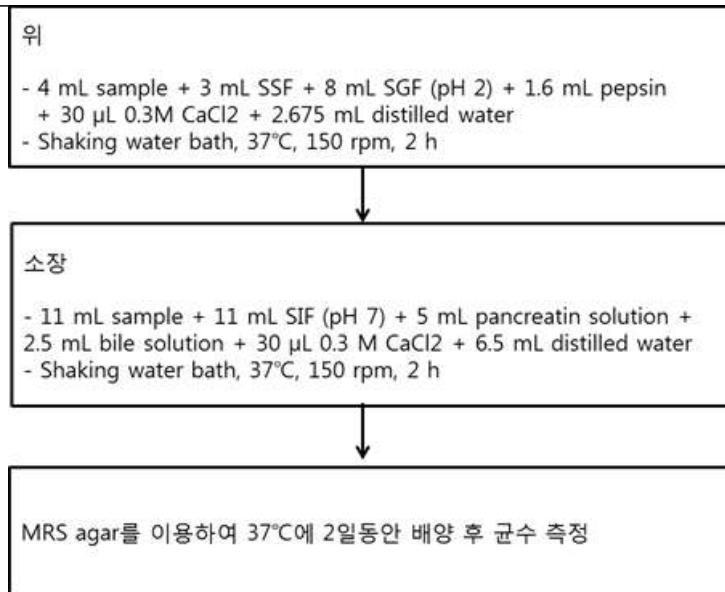 위
- 4 mL sample + 3 mL SSF + 8 mL SGF (pH 2) + 1.6 mL pepsin
+ 30 μL 0.3M CaCl2 + 2.675 mL distilled water
- Shaking water bath, 37℃, 150 rpm, 2 h
소장
- 11 mL sample + 11 mL SIF (pH 7) + 5 mL pancreatin solution +
2.5 mL bile solution + 30 μL 0.3 M CaCl2 + 6.5 mL distilled water
- Shaking water bath, 37℃, 150 rpm, 2 h
MRS agar를 이용하여 37℃에 2일동안 배양 후 균수 측정